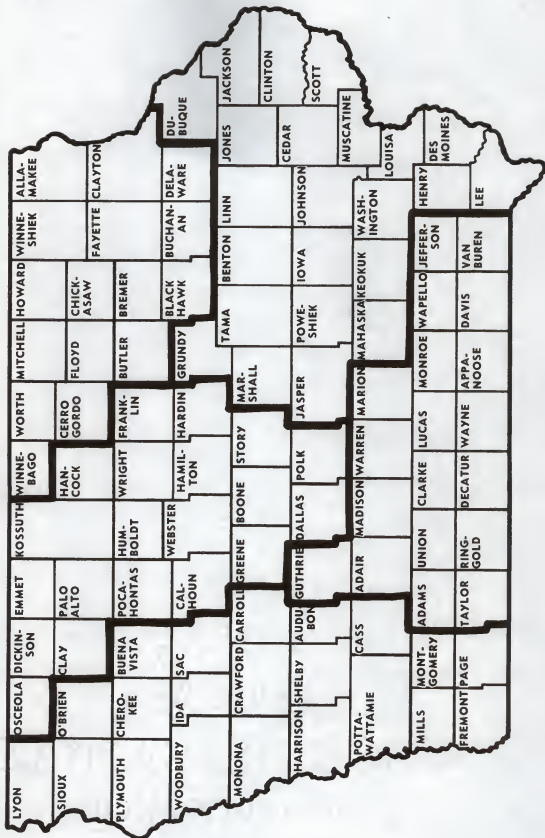 LYON
OSCEOLA
DICKIN-
SON
EMMET
KOSSUTH
WINNE-
BAGO
WORTH
MITCHELL
HOWARD
WINNE-
SHIEK
ALLA-
MAKEE
SIOUX
O'BRIEN
CLAY
PALO
ALTO
HAN-
COCK
CERRO
GORDO
FLOYD
CHICK-
ASAW
FAYETTE
CLAYTON
PLYMOUTH
CHERO-
KEE
BUENA
VISTA
POCA-
HONTAS
HUM-
BOLDT
WRIGHT
FRANK-
LIN
BUTLER
BREMER
WOODBURY
IDA
SAC
CAL-
HOUN
WEBSTER
HAMIL-
TON
HARDIN
GRUNDY
BLACK
HAWK
BUCHAN-
AN
DELA-
WARE
DU-
BUQUE
MONONA
CRAWFORD
CARROLL
GREENE
BOONE
STORY
MAR-
SHALL
TAMA
BENTON
LINN
JONES
JACKSON
CLINTON
HARRISON
SHELBY
AUDU
BON
GUTHRIE
DALLAS
POLK
JASPER
POWE-
SHIEK
IOWA
JOHNSON
CEDAR
SCOTT
MUSCATINE
POTTA-
WATTAMIE
CASS
ADAIR
MADISON
WARREN
MARION
MAHASKA
KEOKUK
WASH-
INGTON
LOUISA
MILLS
MONT-
GOMERY
ADAMS
UNION
CLARKE
LUCAS
MONROE
WAPELLO
JEFFER-
SON
HENRY
DES
MOINES
FREMONT
PAGE
TAYLOR
RING-
GOLD
DECATUR
WAYNE
APPA-
NOOSE
DAVIS
VAN
BUREN
LEE